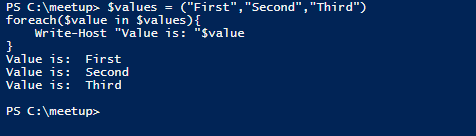 PS C:\meetup> $values = ("First","Second","Third")
foreach($value in $values){
    Write-Host "Value is: "$value
}
Value is:  First
Value is:  Second
Value is:  Third
PS C:\meetup>